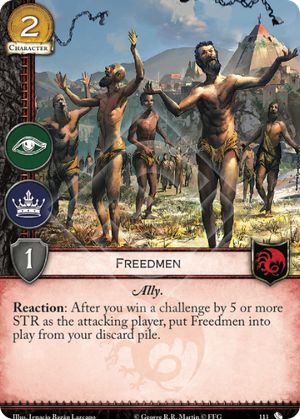 2
CHARACTER
1
FREEDMEN
Ally.
Reaction: After you win a challenge by 5 or more
STR as the attacking player, put Freedmen into
play from your discard pile.
Illus. Ignacio Bazán Lazcano © George R.R. Martin © FFG 113